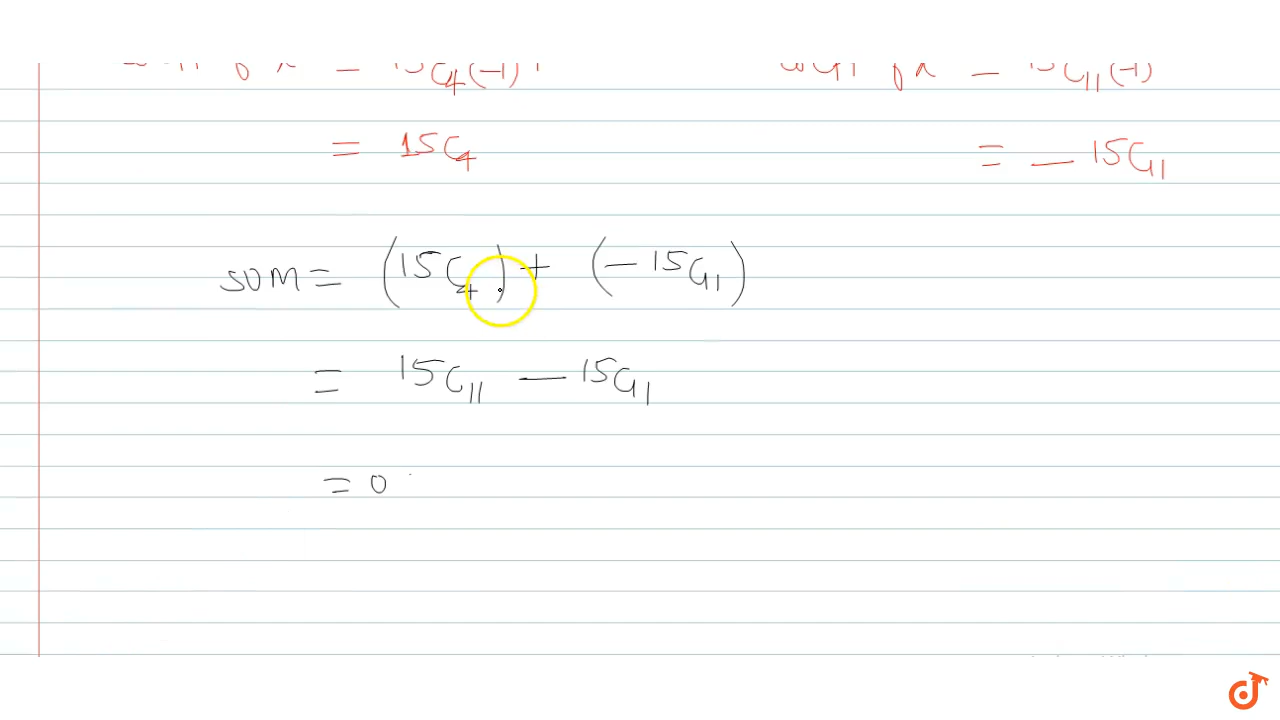 = 15C4
= - 15C11
SUM = (15C4) + (- 15C11)
= 15C11 - 15C11
= 0